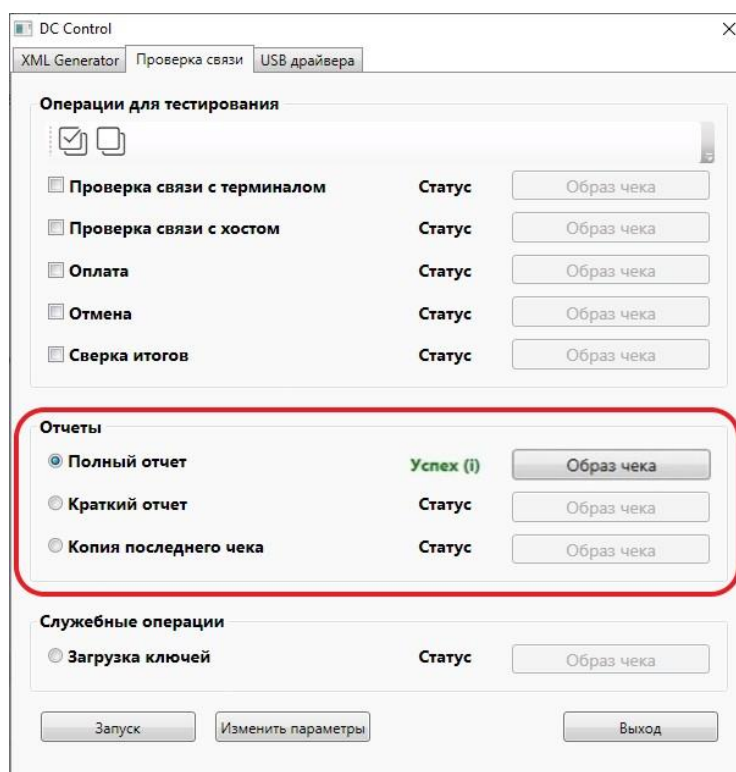 DC Control
XML Generator Проверка связи USB драйвера
Операции для тестирования
Проверка связи с терминалом Статус Образ чека
Проверка связи с хостом Статус Образ чека
Оплата Статус Образ чека
Отмена Статус Образ чека
Сверка итогов Статус Образ чека
Отчеты
Полный отчет Успех (i) Образ чека
Краткий отчет Статус Образ чека
Копия последнего чека Статус Образ чека
Служебные операции
Загрузка ключей Статус Образ чека
Запуск Изменить параметры Выход